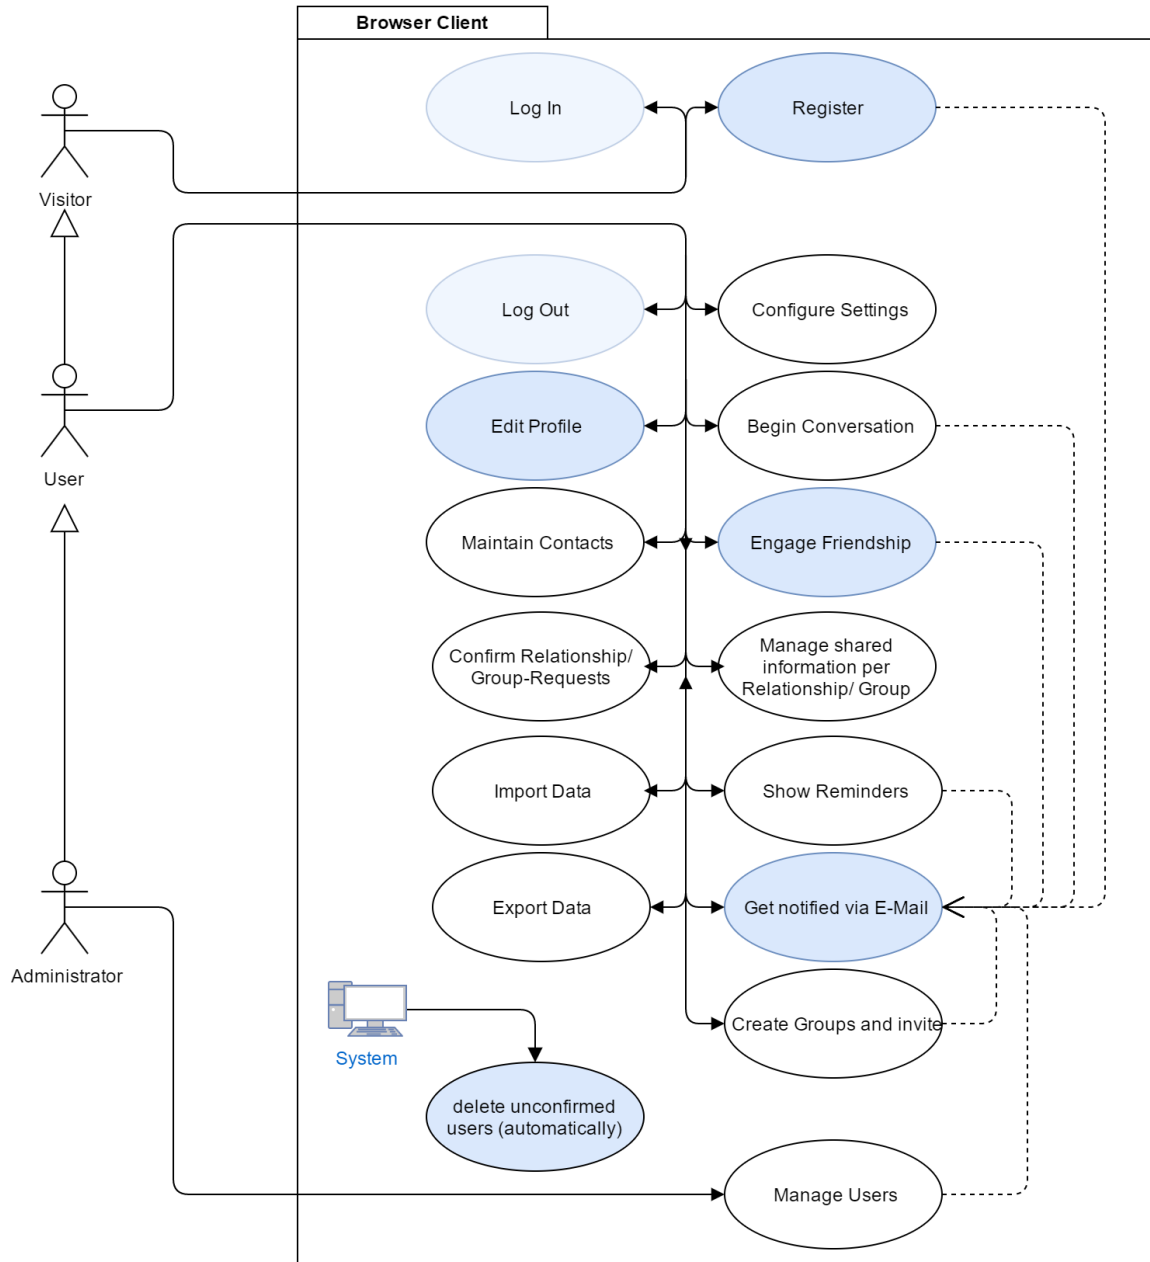 Browser Client
Log In
Register
Visitor
Log Out
Configure Settings
Edit Profile
Begin Conversation
User
Maintain Contacts
Engage Friendship
Confirm Relationship/
Group-Requests
Manage shared
information per
Relationship/ Group
Import Data
Show Reminders
Export Data
Get notified via E-Mail
Administrator
Create Groups and invite
System
delete unconfirmed
users (automatically)
Manage Users